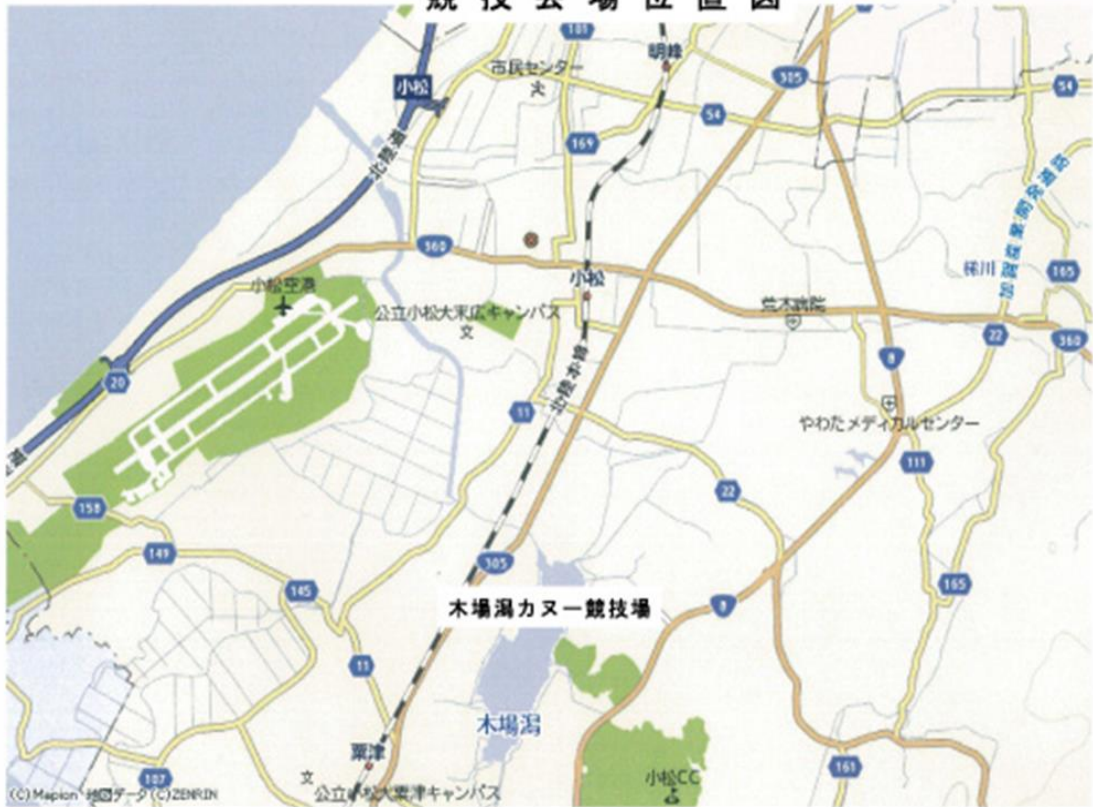 競技会場位置図
101
明峰
305
市民センター
小松
54
54
169
北陸道
加賀産業開発道路
360
梯川
165
小松
小松空港
荒木病院
公立小松大末広キャンパス
文
22
360
8
北陸本線
20
11
やわたメディカルセンター
111
22
158
149
305
145
165
木場潟カヌー競技場
8
11
木場潟
粟津
161
107
小松CC
文
公立小松大粟津キャンパス
(C)Mapion 地図データ(C)ZENRIN